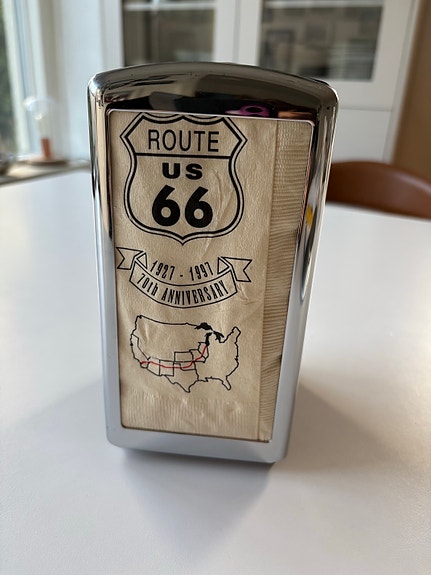 ROUTE
US
66
1927 - 1997
70th ANNIVERSARY